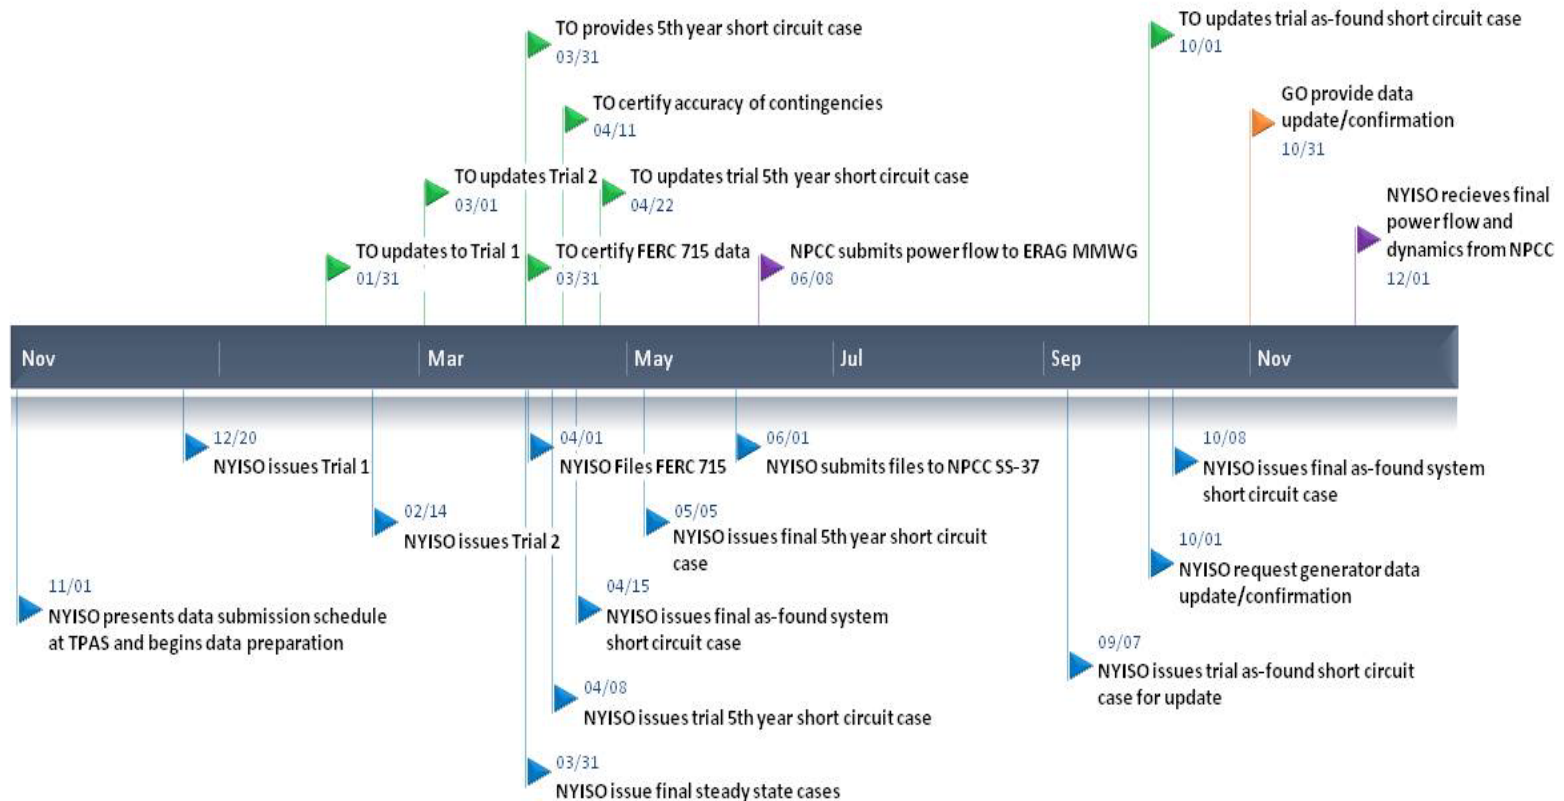 TO provides 5th year short circuit case
03/31
TO updates trial as-found short circuit case
10/01
TO certify accuracy of contingencies
04/11
GO provide data
update/confirmation
10/31
TO updates Trial 2
03/01
TO updates trial 5th year short circuit case
04/22
NYISO recieves final
power flow and
dynamics from NPCC
12/01
TO updates to Trial 1
01/31
TO certify FERC 715 data
03/31
NPCC submits power flow to ERAG MMWG
06/08
Nov
Mar
May
Jul
Sep
Nov
12/20
NYISO issues Trial 1
04/01
NYISO Files FERC 715
06/01
NYISO submits files to NPCC SS-37
10/08
NYISO issues final as-found system
short circuit case
02/14
NYISO issues Trial 2
05/05
NYISO issues final 5th year short circuit
case
10/01
NYISO request generator data
update/confirmation
11/01
NYISO presents data submission schedule
at TPAS and begins data preparation
04/15
NYISO issues final as-found system
short circuit case
09/07
NYISO issues trial as-found short circuit
case for update
04/08
NYISO issues trial 5th year short circuit case
03/31
NYISO issue final steady state cases